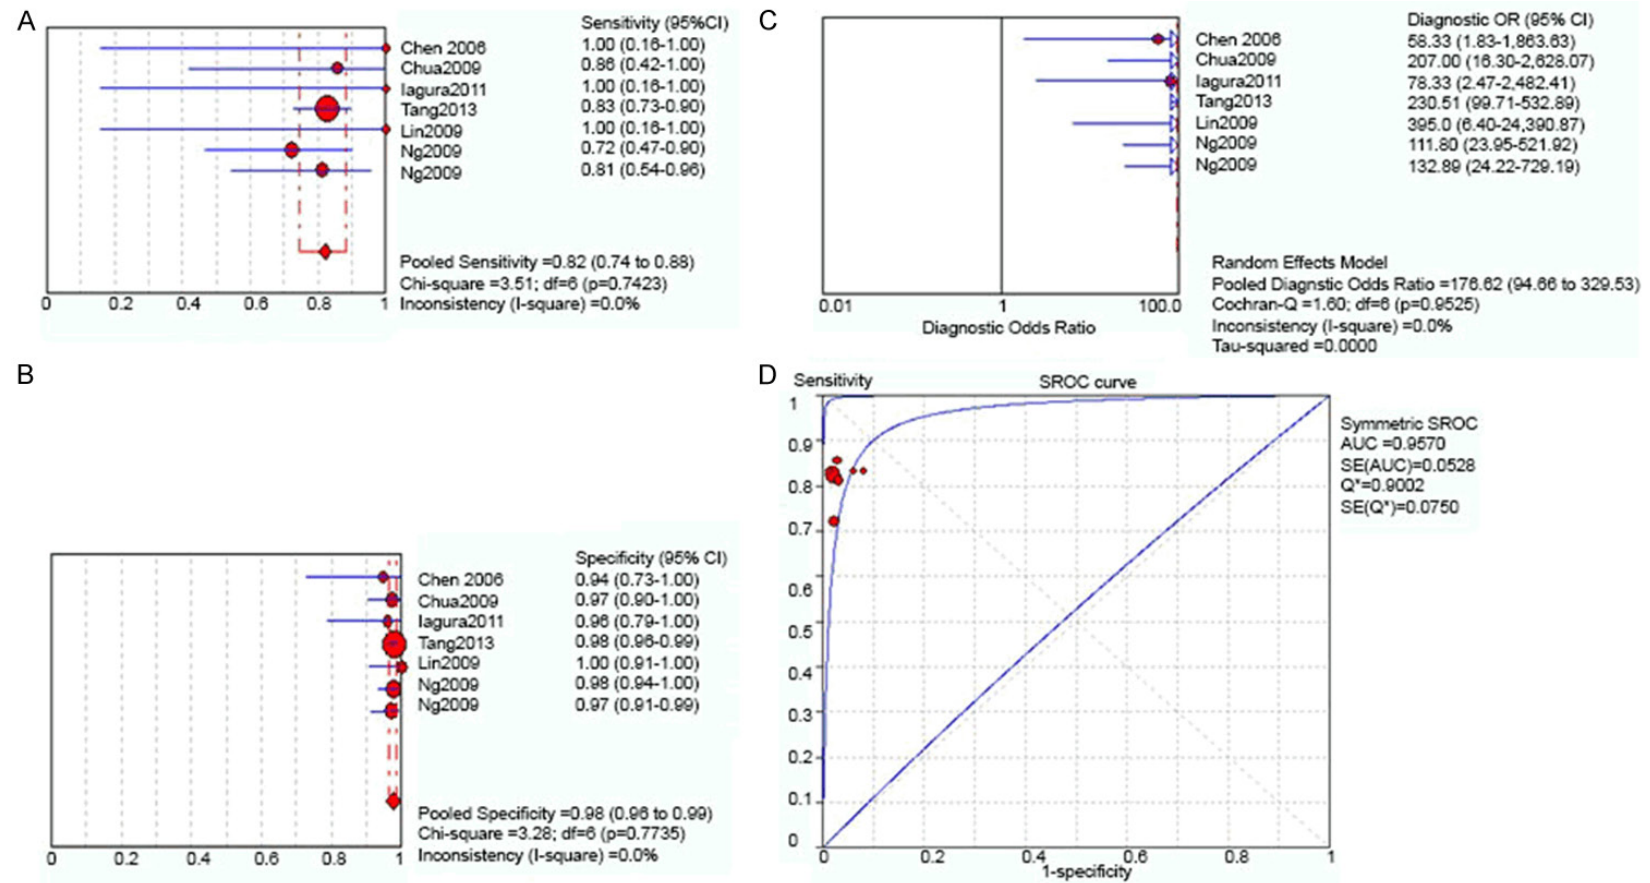 A
Sensitivity (95%CI)
Chen 2006 1.00 (0.16-1.00)
Chua2009 0.86 (0.42-1.00)
Iagura2011 1.00 (0.16-1.00)
Tang2013 0.83 (0.73-0.90)
Lin2009 1.00 (0.16-1.00)
Ng2009 0.72 (0.47-0.90)
Ng2009 0.81 (0.54-0.96)
Pooled Sensitivity =0.82 (0.74 to 0.88)
Chi-square =3.51; df=6 (p=0.7423)
Inconsistency (I-square) =0.0%
0 0.2 0.4 0.6 0.8 1
C
Diagnostic OR (95% CI)
Chen 2006 58.33 (1.83-1,863.63)
Chua2009 207.00 (16.30-2,628.07)
Iagura2011 78.33 (2.47-2,482.41)
Tang2013 230.51 (99.71-532.89)
Lin2009 395.0 (6.40-24,390.87)
Ng2009 111.80 (23.95-521.92)
Ng2009 132.89 (24.22-729.19)
Random Effects Model
Pooled Diagnstic Odds Ratio =176.62 (94.66 to 329.53)
Cochran-Q =1.60; df=6 (p=0.9525)
Inconsistency (I-square) =0.0%
Tau-squared =0.0000
0.01 1 100.0
Diagnostic Odds Ratio
B
Specificity (95% CI)
Chen 2006 0.94 (0.73-1.00)
Chua2009 0.97 (0.90-1.00)
Iagura2011 0.96 (0.79-1.00)
Tang2013 0.98 (0.96-0.99)
Lin2009 1.00 (0.91-1.00)
Ng2009 0.98 (0.94-1.00)
Ng2009 0.97 (0.91-0.99)
Pooled Specificity =0.98 (0.96 to 0.99)
Chi-square =3.28; df=6 (p=0.7735)
Inconsistency (I-square) =0.0%
0 0.2 0.4 0.6 0.8 1
D
Sensitivity
SROC curve
1
0.9
0.8
0.7
0.6
0.5
0.4
0.3
0.2
0.1
0
0 0.2 0.4 0.6 0.8 1
1-specificity
Symmetric SROC
AUC =0.9570
SE(AUC)=0.0528
Q*=0.9002
SE(Q*)=0.0750